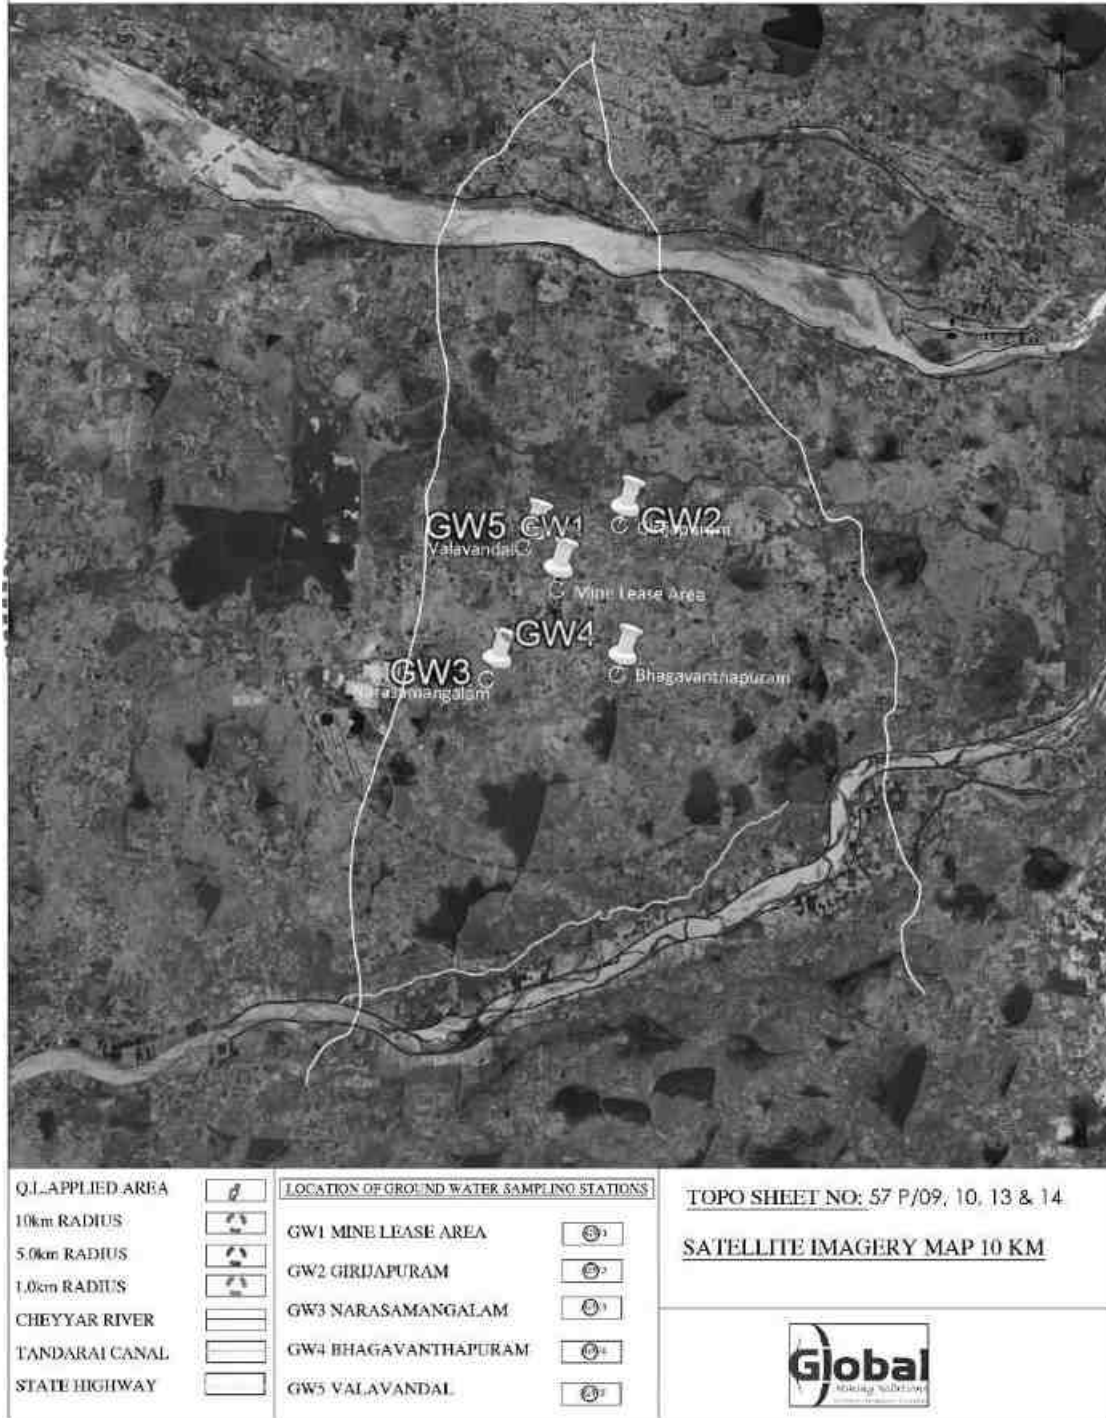 GW5 GW1
GW2
Valavandal
Mine Lease Area
GW4
GW3
Narasamangalam
Bhagavanthapuram
Q.L.APPLIED AREA
10km RADIUS
5.0km RADIUS
1.0km RADIUS
CHEYYAR RIVER
TANDARAI CANAL
STATE HIGHWAY
LOCATION OF GROUND WATER SAMPLING STATIONS
GW1 MINE LEASE AREA
GW2 GIRIJAPURAM
GW3 NARASAMANGALAM
GW4 BHAGAVANTHAPURAM
GW5 VALAVANDAL
TOPO SHEET NO: 57 P/09, 10, 13 & 14
SATELLITE IMAGERY MAP 10 KM
Global
Mining Solutions